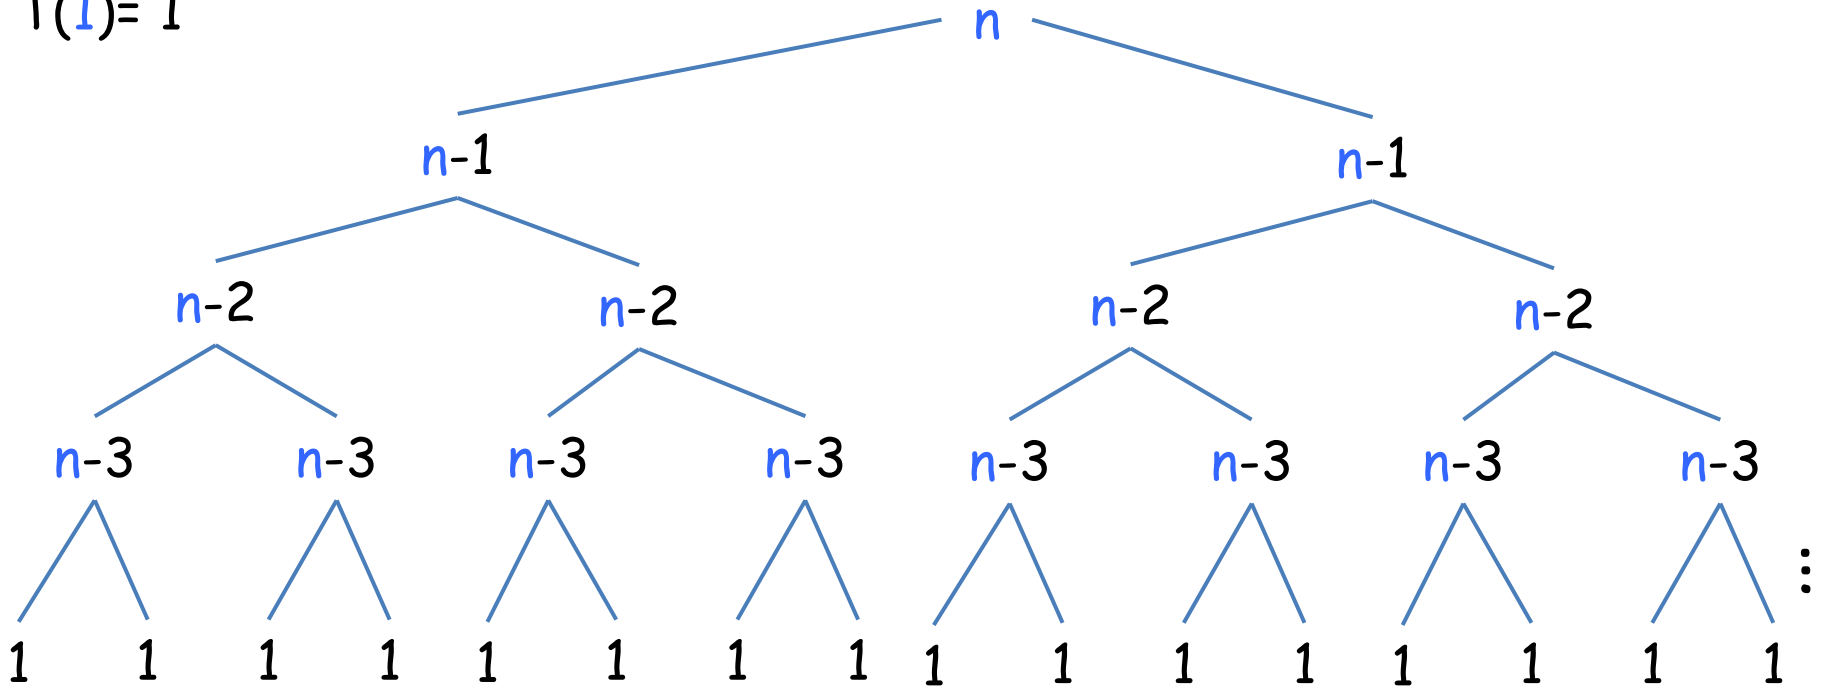 T(1)= 1
n
n-1 n-1
n-2 n-2 n-2 n-2
n-3 n-3 n-3 n-3 n-3 n-3 n-3 n-3
⋮
1 1 1 1 1 1 1 1 1 1 1 1 1 1 1 1